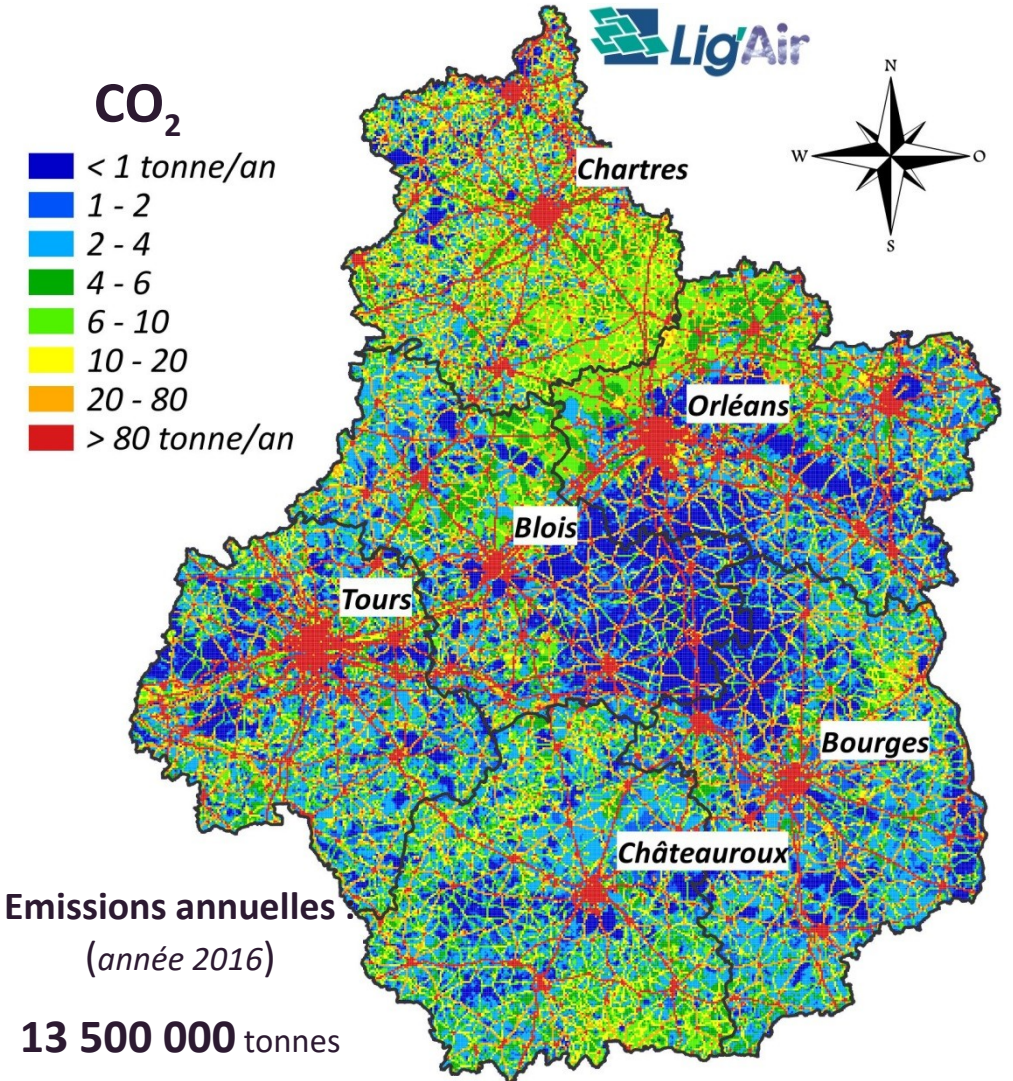 Lig'Air
CO₂
< 1 tonne/an
1 - 2
2 - 4
4 - 6
6 - 10
10 - 20
20 - 80
> 80 tonne/an
N
W
O
S
Chartres
Orléans
Blois
Tours
Bourges
Châteauroux
Emissions annuelles :
(année 2016)
13 500 000 tonnes